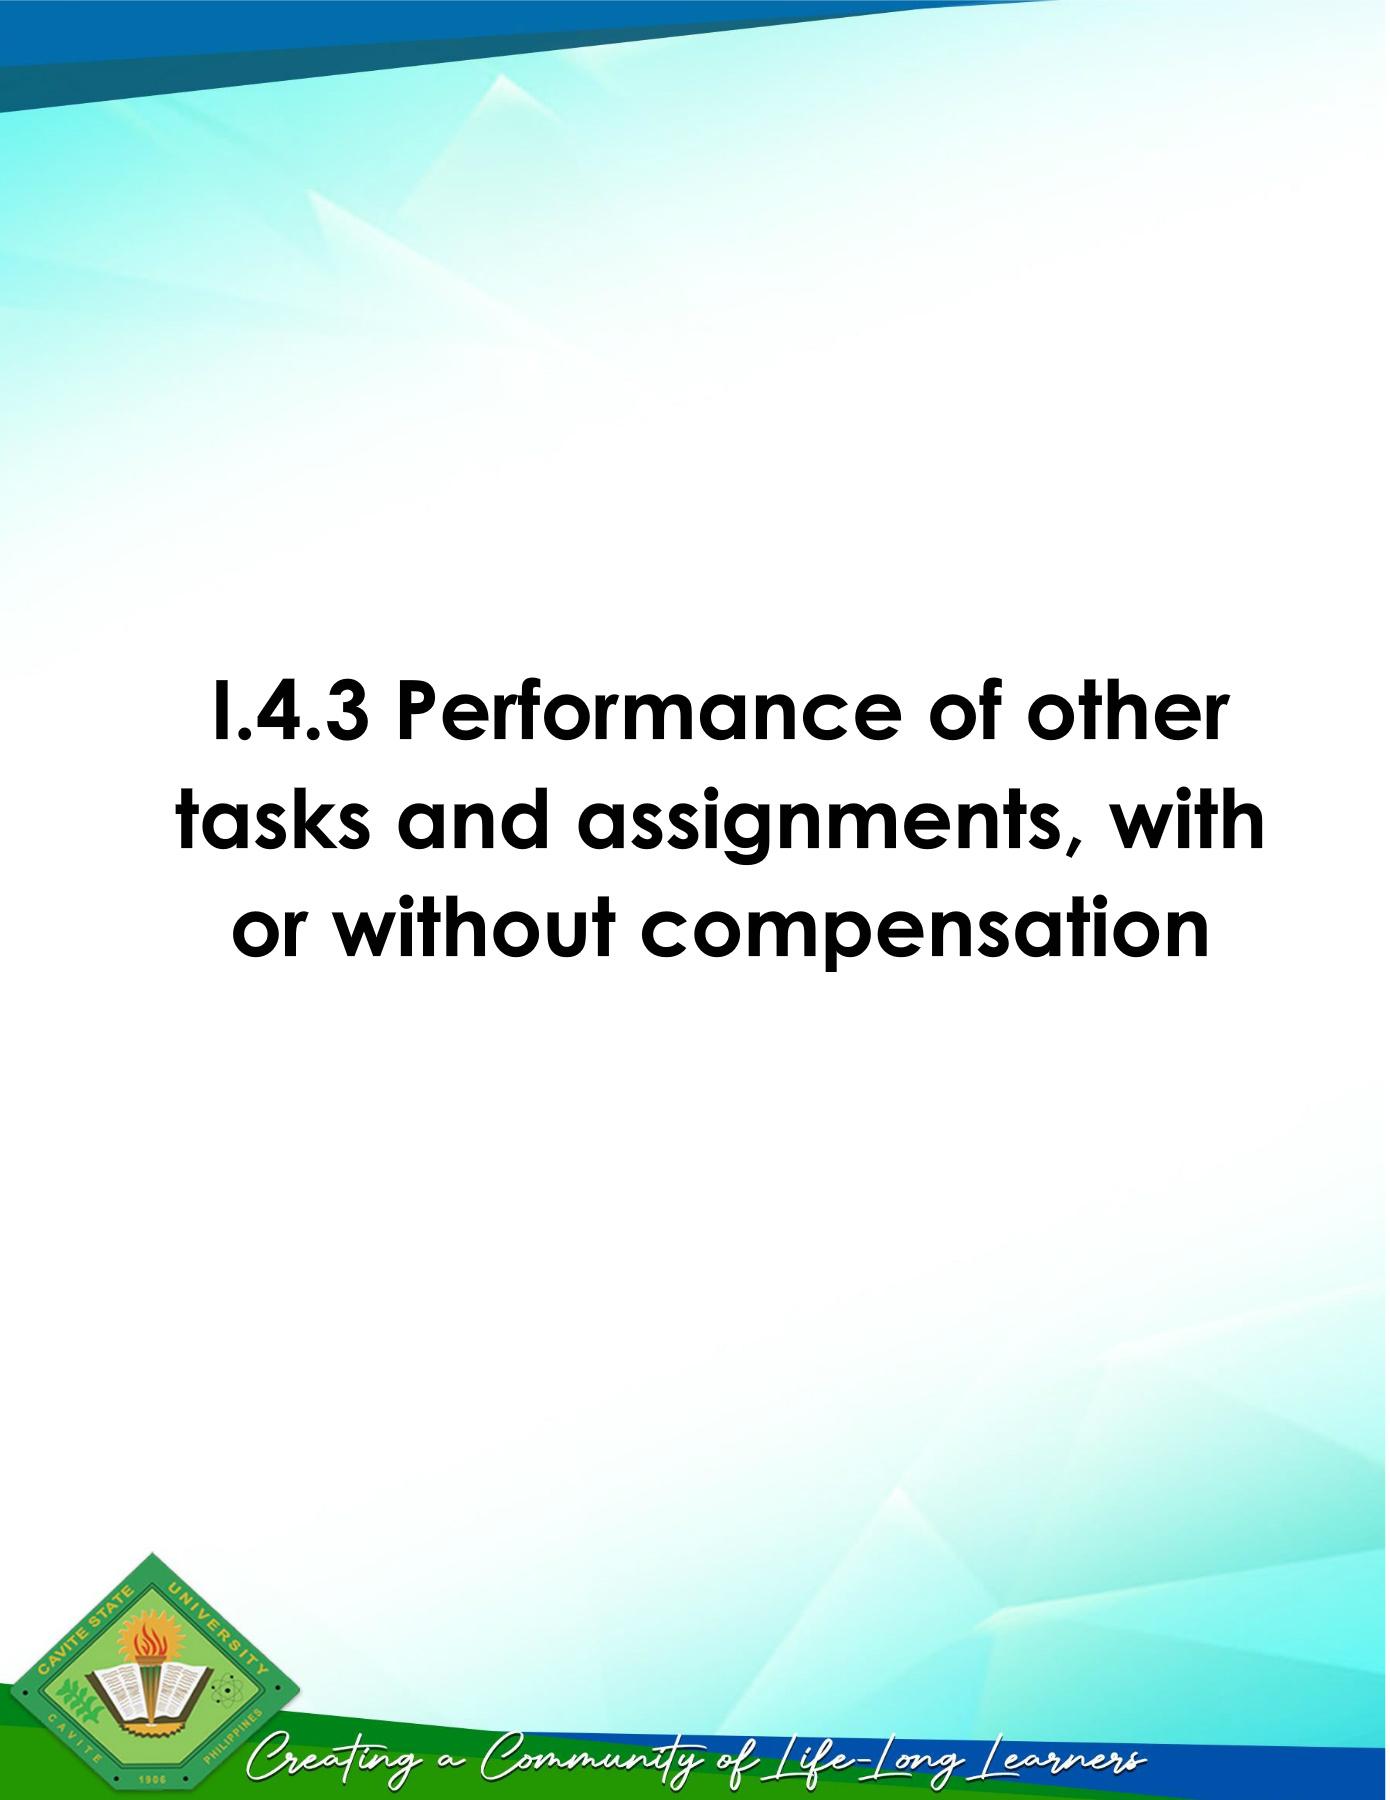 I.4.3 Performance of other
tasks and assignments, with
or without compensation
CAVITE STATE UNIVERSITY
CAVITE PHILIPPINES
1906
Creating a Community of Life-Long Learners